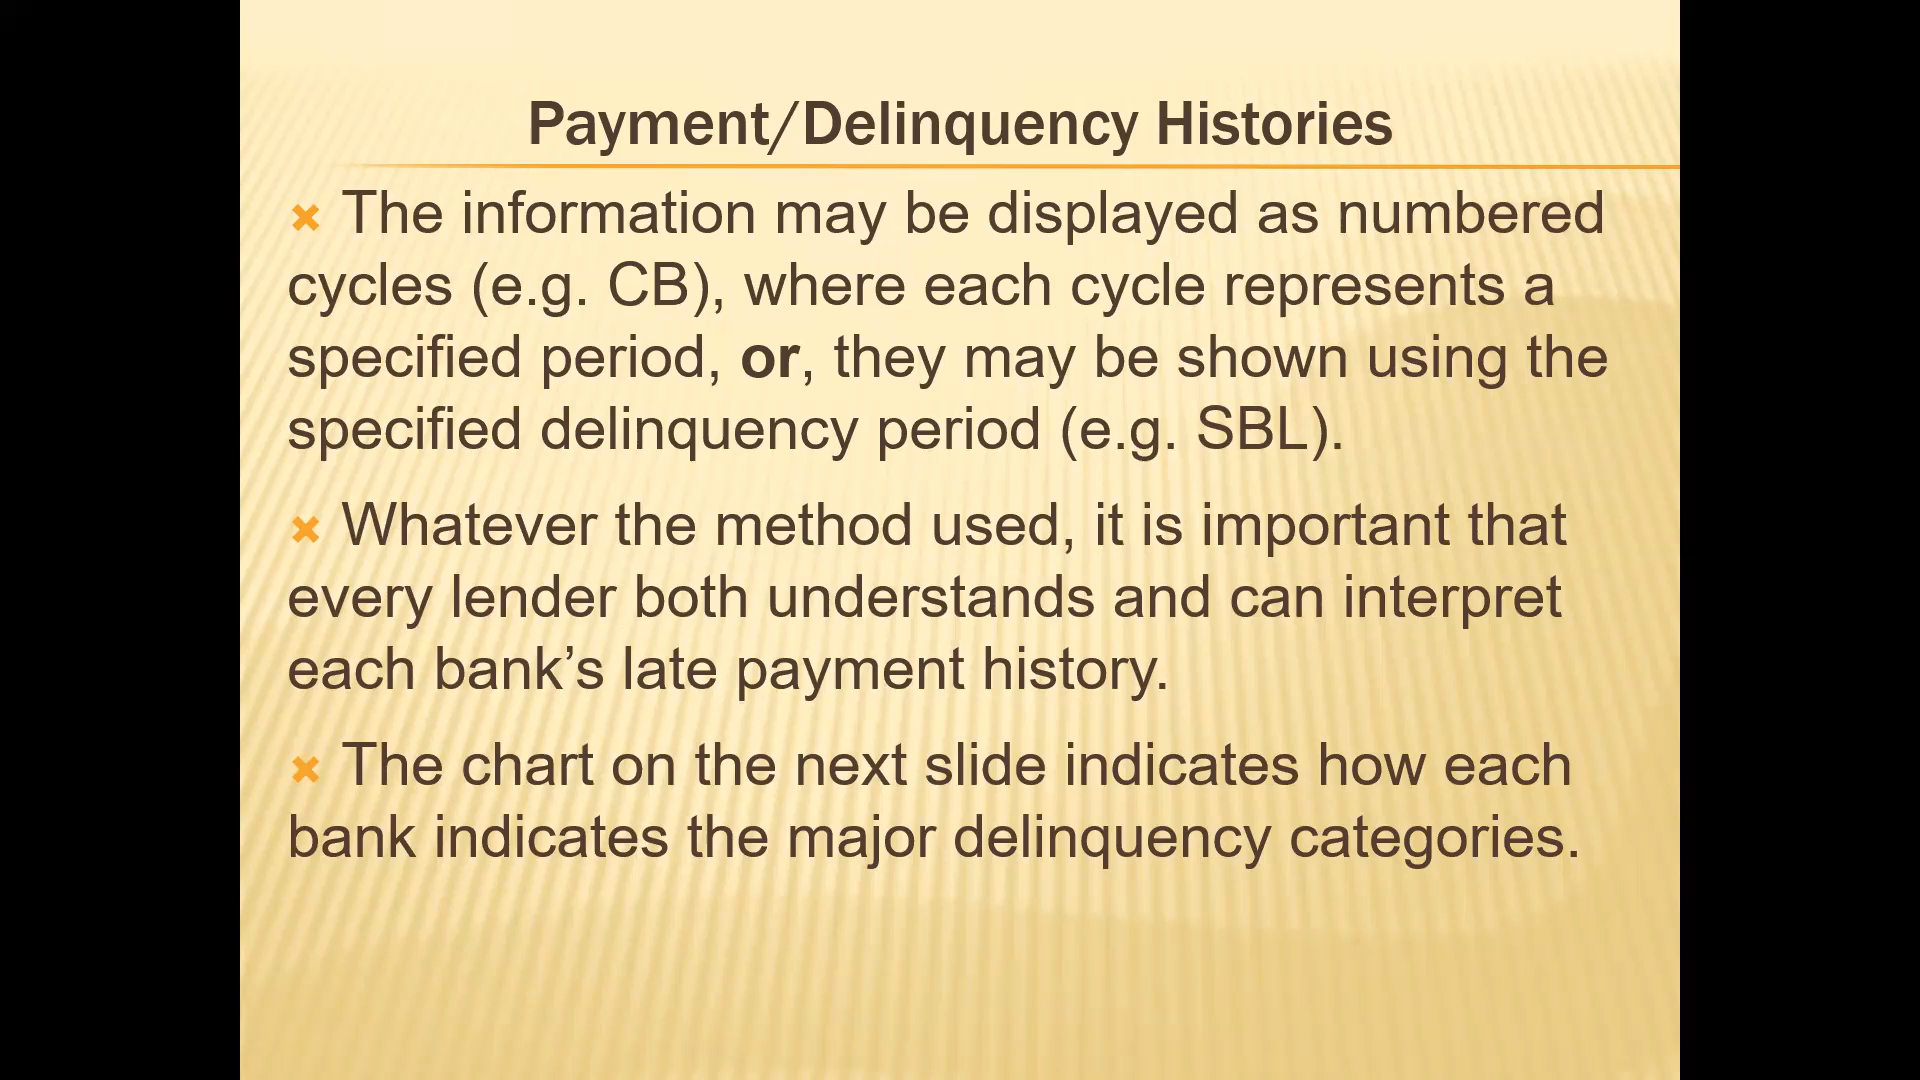 Payment/Delinquency Histories
The information may be displayed as numbered
cycles (e.g. CB), where each cycle represents a
specified period, or, they may be shown using the
specified delinquency period (e.g. SBL).
Whatever the method used, it is important that
every lender both understands and can interpret
each bank’s late payment history.
The chart on the next slide indicates how each
bank indicates the major delinquency categories.